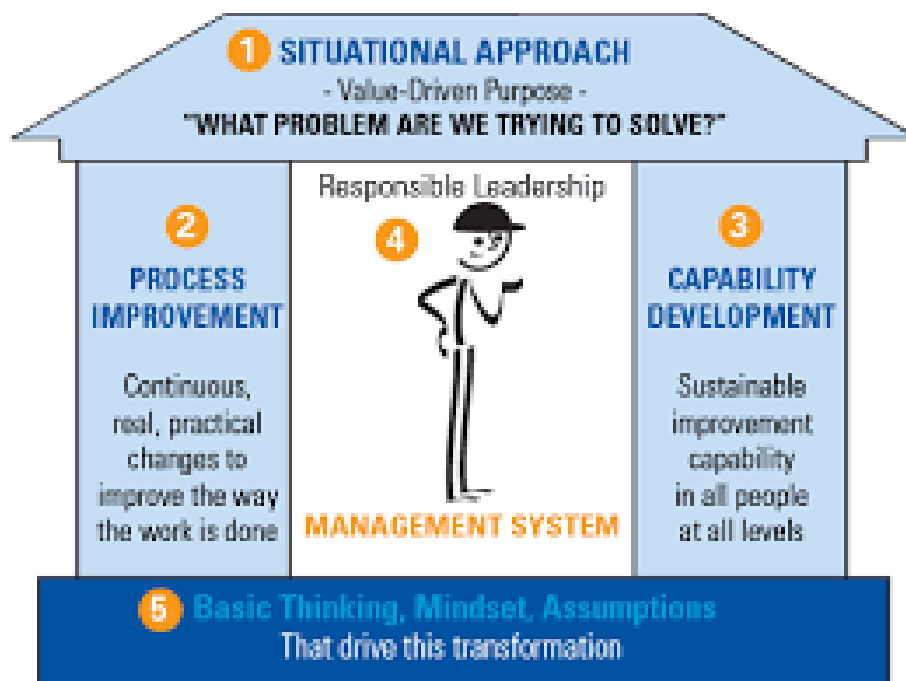 1 SITUATIONAL APPROACH
- Value-Driven Purpose -
"WHAT PROBLEM ARE WE TRYING TO SOLVE?"
2
PROCESS
IMPROVEMENT
Continuous,
real, practical
changes to
improve the way
the work is done
Responsible Leadership
4
MANAGEMENT SYSTEM
3
CAPABILITY
DEVELOPMENT
Sustainable
improvement
capability
in all people
at all levels
5 Basic Thinking, Mindset, Assumptions
That drive this transformation